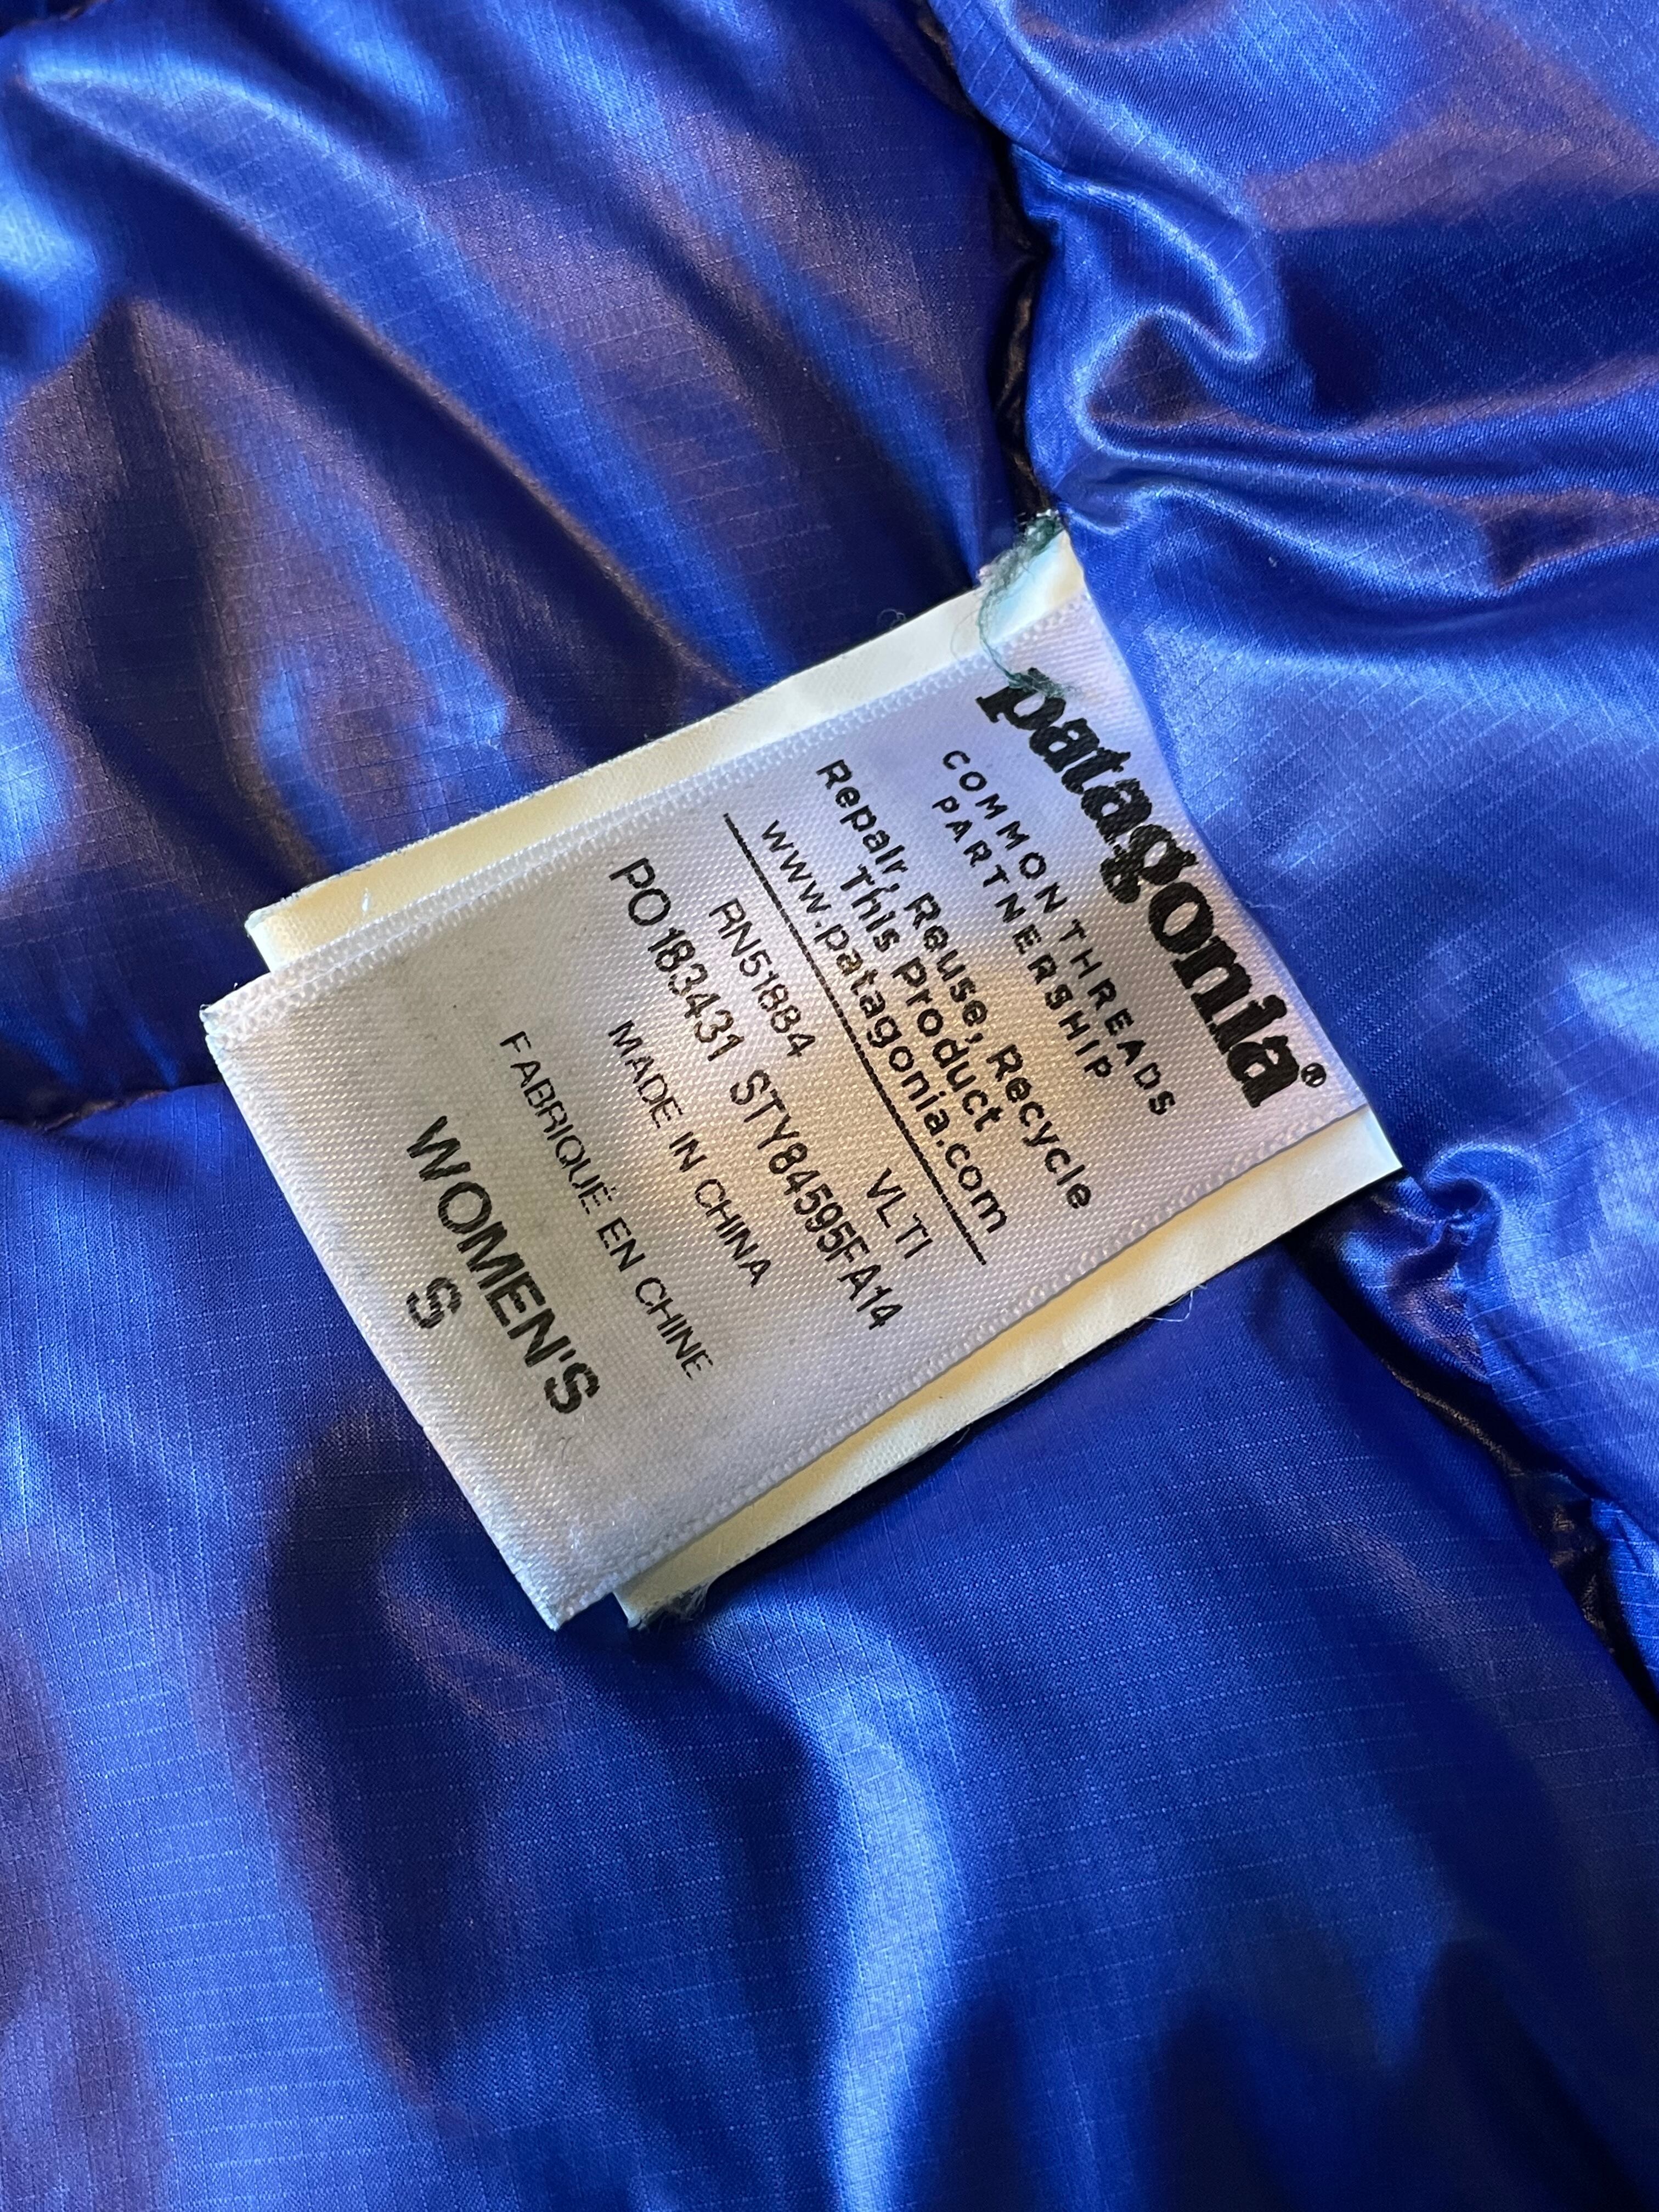 patagonia®
COMMON THREADS
PARTNERSHIP
Repair, Reuse, Recycle
This Product
www.patagonia.com
RN51884 VLTI
PO 183431 STY84595FA14
MADE IN CHINA
FABRIQUÉ EN CHINE
WOMEN'S
S